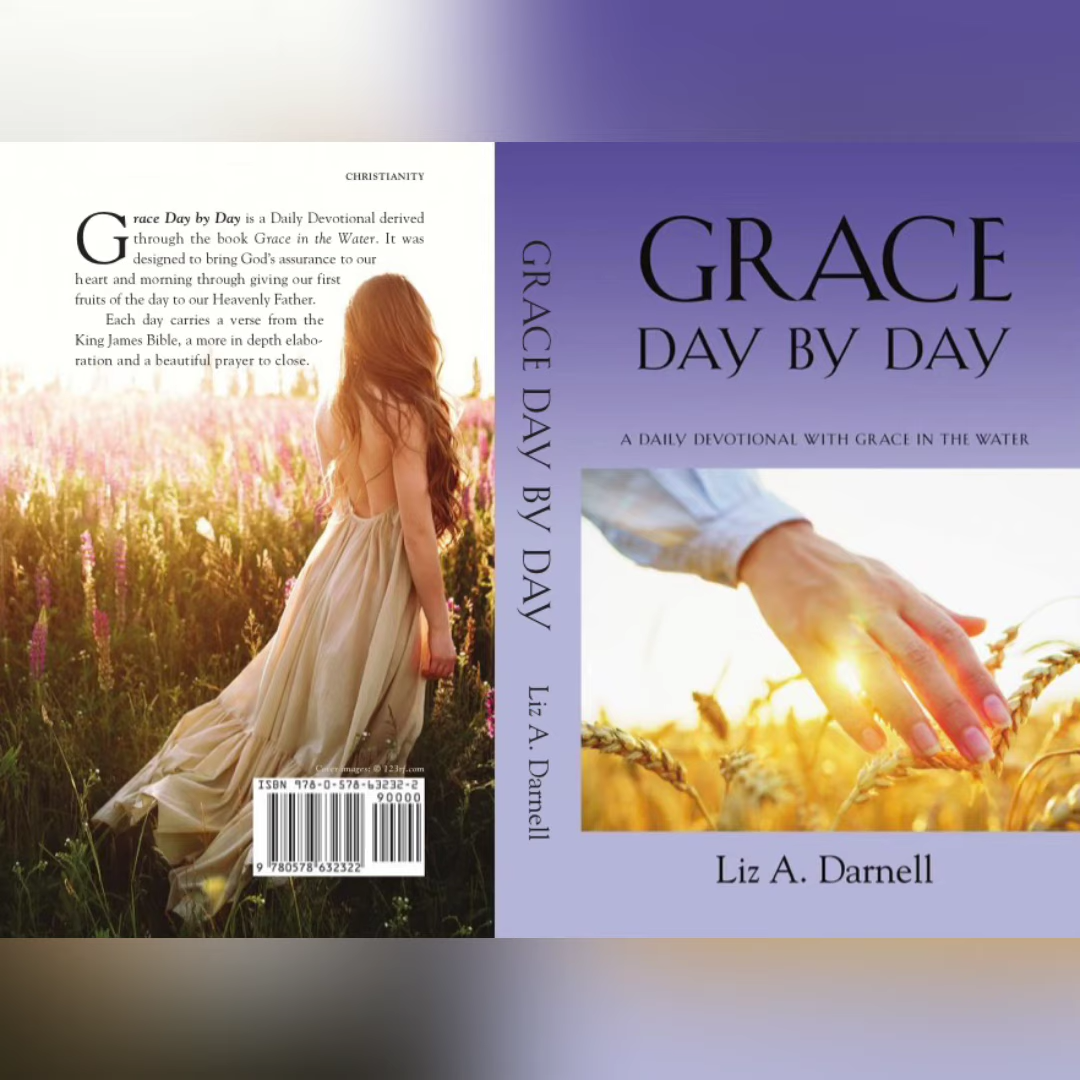 CHRISTIANITY
Grace Day by Day is a Daily Devotional derived
through the book Grace in the Water. It was
designed to bring God's assurance to our
heart and morning through giving our first
fruits of the day to our Heavenly Father.
Each day carries a verse from the
King James Bible, a more in depth elabo-
ration and a beautiful prayer to close.
Cover images: © 123rf.com
ISBN 978-0-578-63232-2
90000
9 780578 632322
GRACE DAY BY DAY Liz A. Darnell
GRACE
DAY BY DAY
A DAILY DEVOTIONAL WITH GRACE IN THE WATER
Liz A. Darnell